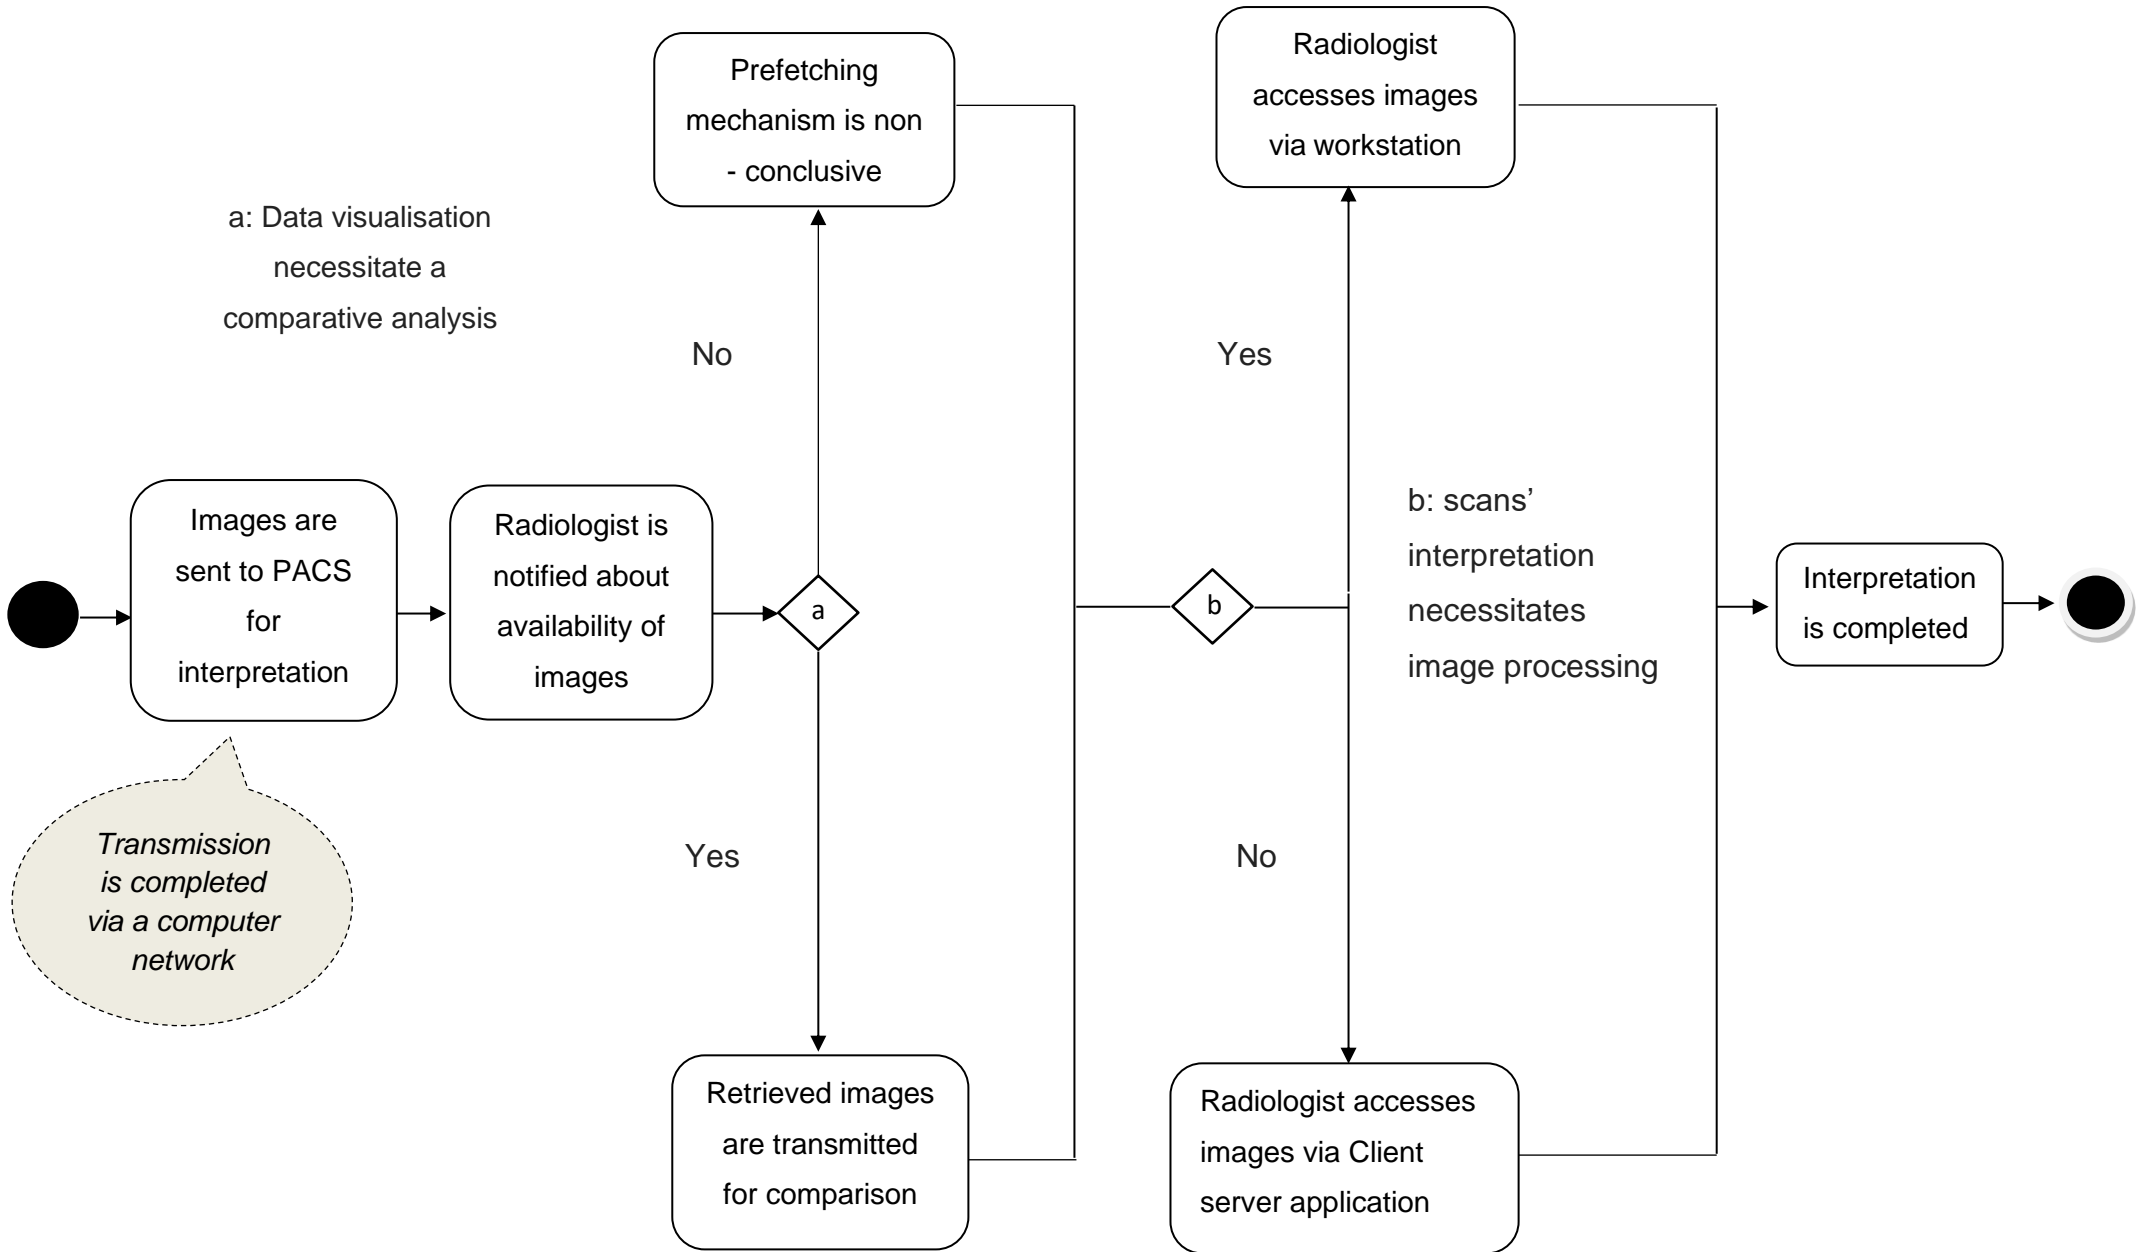 Prefetching
mechanism is non
- conclusive
Radiologist
accesses images
via workstation
a: Data visualisation
necessitate a
comparative analysis
No
Yes
Images are
sent to PACS
for
interpretation
Radiologist is
notified about
availability of
images
a
b
b: scans’
interpretation
necessitates
image processing
Interpretation
is completed
Transmission
is completed
via a computer
network
Yes
No
Retrieved images
are transmitted
for comparison
Radiologist accesses
images via Client
server application